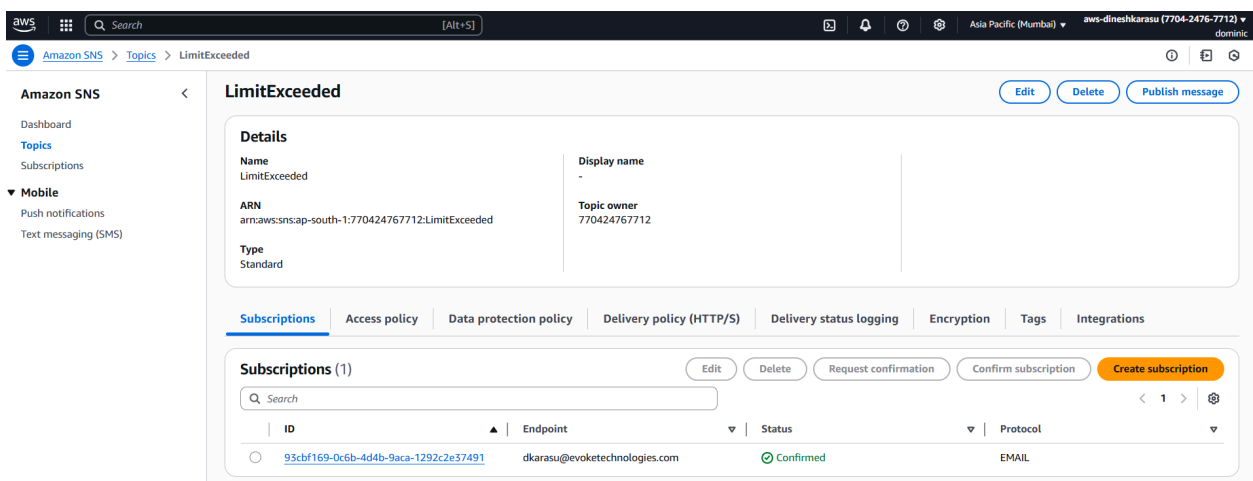 aws
Search [Alt+S]
Asia Pacific (Mumbai)
aws-dineshkarasu (7704-2476-7712)
dominic
Amazon SNS > Topics > LimitExceeded
Amazon SNS
Dashboard
Topics
Subscriptions
Mobile
Push notifications
Text messaging (SMS)
LimitExceeded
Edit Delete Publish message
Details
Name
LimitExceeded
ARN
arn:aws:sns:ap-south-1:770424767712:LimitExceeded
Type
Standard
Display name
-
Topic owner
770424767712
Subscriptions Access policy Data protection policy Delivery policy (HTTP/S) Delivery status logging Encryption Tags Integrations
Subscriptions (1)
Edit Delete Request confirmation Confirm subscription Create subscription
Search
< 1 >
ID Endpoint Status Protocol
93cbf169-0c6b-4d4b-9aca-1292c2e37491 dkarasu@evoketechnologies.com Confirmed EMAIL